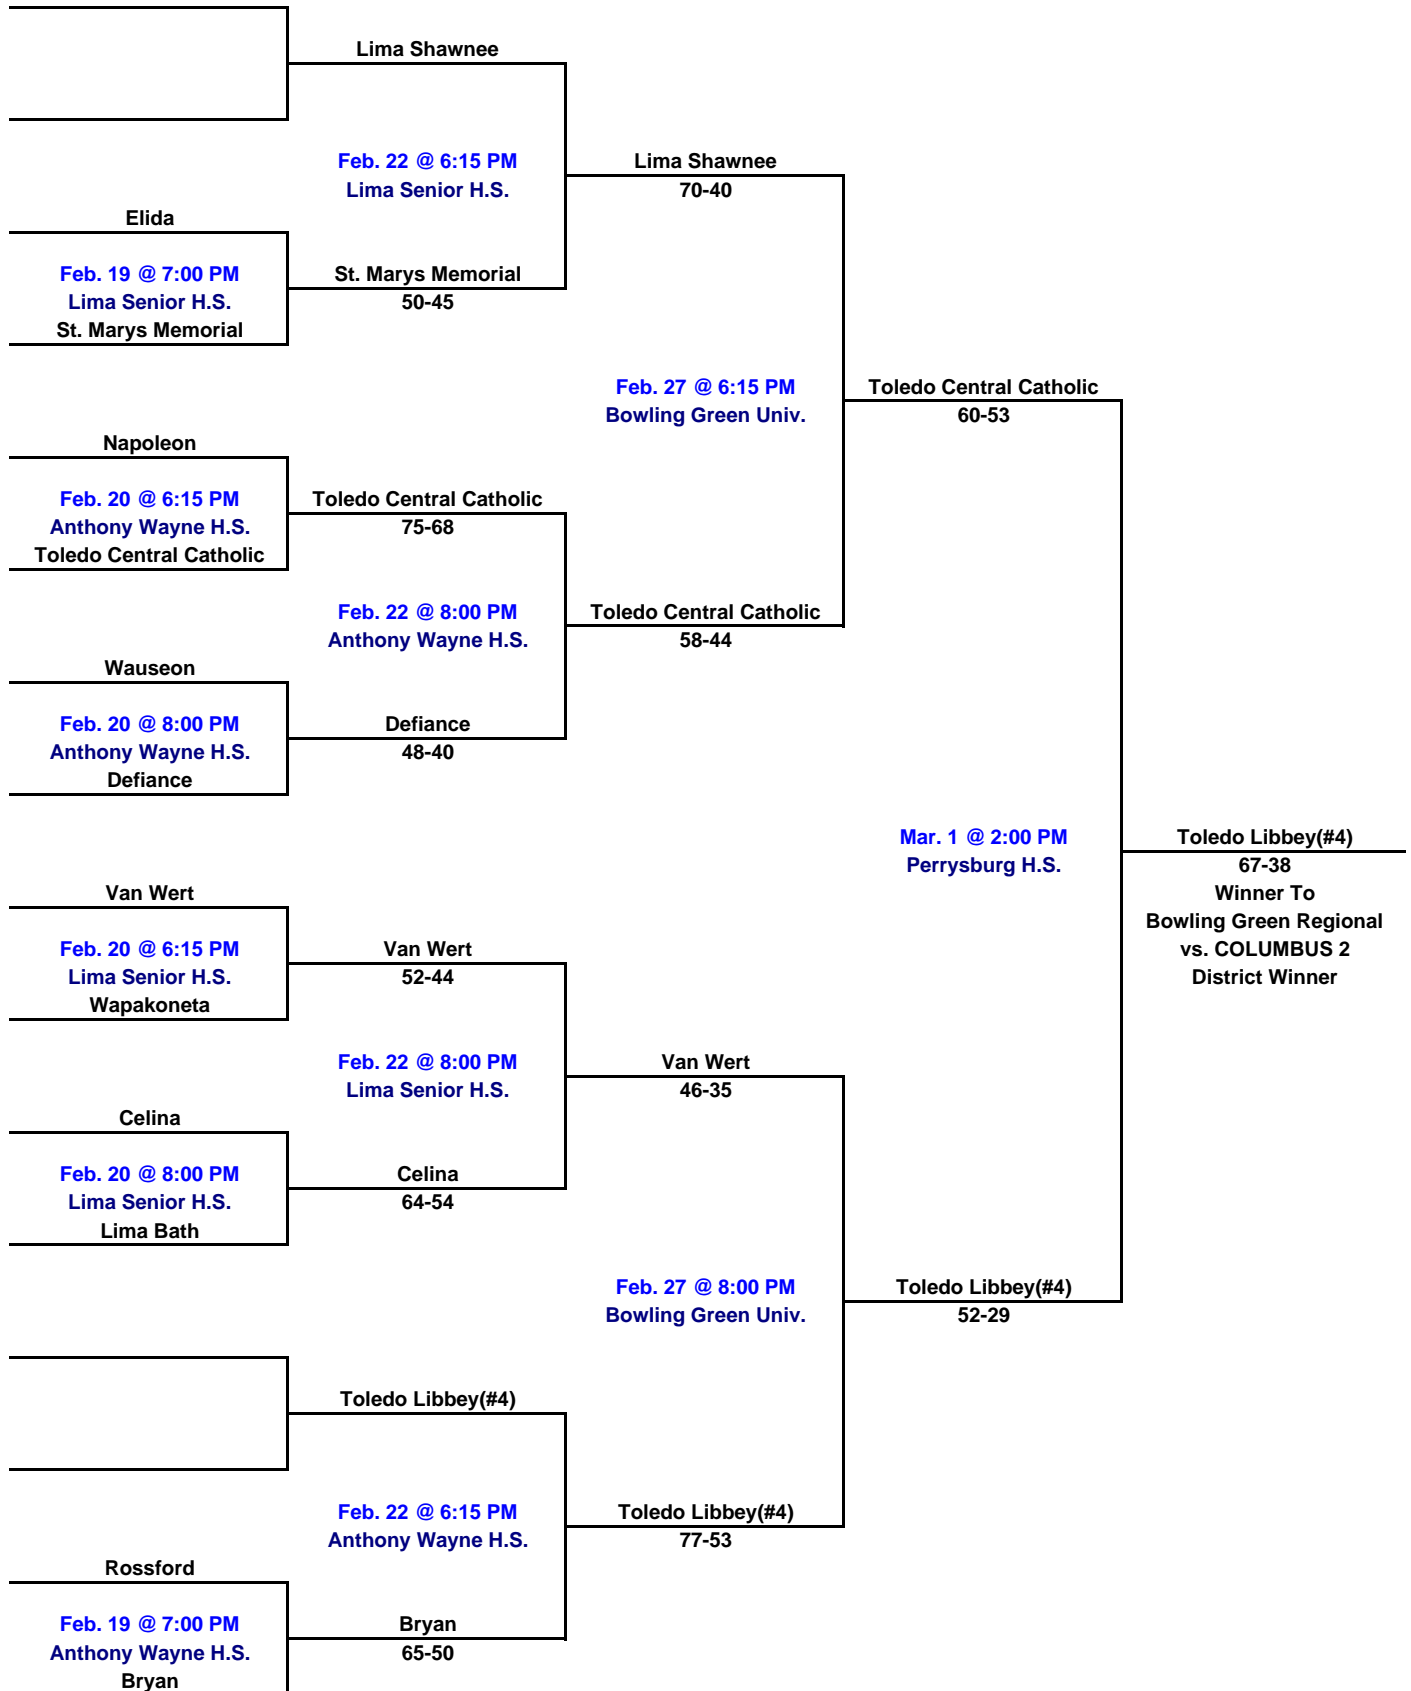 Lima Shawnee
Feb. 22 @ 6:15 PM
Lima Senior H.S.
Lima Shawnee
70-40
Elida
Feb. 19 @ 7:00 PM
Lima Senior H.S.
St. Marys Memorial
St. Marys Memorial
50-45
Feb. 27 @ 6:15 PM
Bowling Green Univ.
Toledo Central Catholic
60-53
Napoleon
Feb. 20 @ 6:15 PM
Anthony Wayne H.S.
Toledo Central Catholic
Toledo Central Catholic
75-68
Feb. 22 @ 8:00 PM
Anthony Wayne H.S.
Toledo Central Catholic
58-44
Wauseon
Feb. 20 @ 8:00 PM
Anthony Wayne H.S.
Defiance
Defiance
48-40
Mar. 1 @ 2:00 PM
Perrysburg H.S.
Toledo Libbey(#4)
67-38
Winner To
Bowling Green Regional
vs. COLUMBUS 2
District Winner
Van Wert
Feb. 20 @ 6:15 PM
Lima Senior H.S.
Wapakoneta
Van Wert
52-44
Feb. 22 @ 8:00 PM
Lima Senior H.S.
Van Wert
46-35
Celina
Feb. 20 @ 8:00 PM
Lima Senior H.S.
Lima Bath
Celina
64-54
Feb. 27 @ 8:00 PM
Bowling Green Univ.
Toledo Libbey(#4)
52-29
Toledo Libbey(#4)
Feb. 22 @ 6:15 PM
Anthony Wayne H.S.
Toledo Libbey(#4)
77-53
Rossford
Feb. 19 @ 7:00 PM
Anthony Wayne H.S.
Bryan
Bryan
65-50